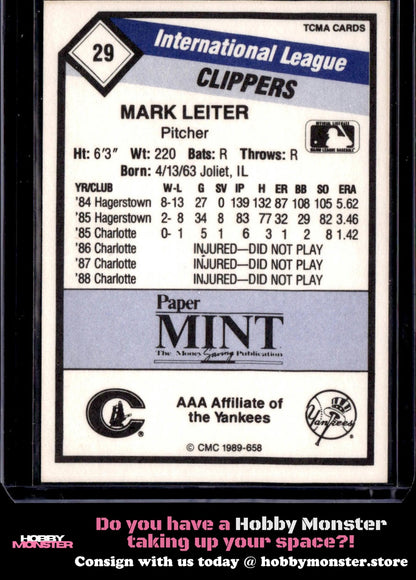 TCMA CARDS
29
International League
CLIPPERS
MARK LEITER
Pitcher
Ht: 6'3" Wt: 220 Bats: R Throws: R
Born: 4/13/63 Joliet, IL
YR/CLUB W-L G SV IP H ER BB SO ERA
'84 Hagerstown 8-13 27 0 139 132 87 108 105 5.62
'85 Hagerstown 2- 8 34 8 83 77 32 29 82 3.46
'85 Charlotte 0- 1 5 1 6 3 1 2 8 1.42
'86 Charlotte INJURED—DID NOT PLAY
'87 Charlotte INJURED—DID NOT PLAY
'88 Charlotte INJURED—DID NOT PLAY
Paper
MINT
The Money Saving Publication
C
AAA Affiliate of
the Yankees
Yankees
© CMC 1989-658
HOBBY
MONSTER
Do you have a Hobby Monster
taking up your space?!
Consign with us today @ hobbymonster.store